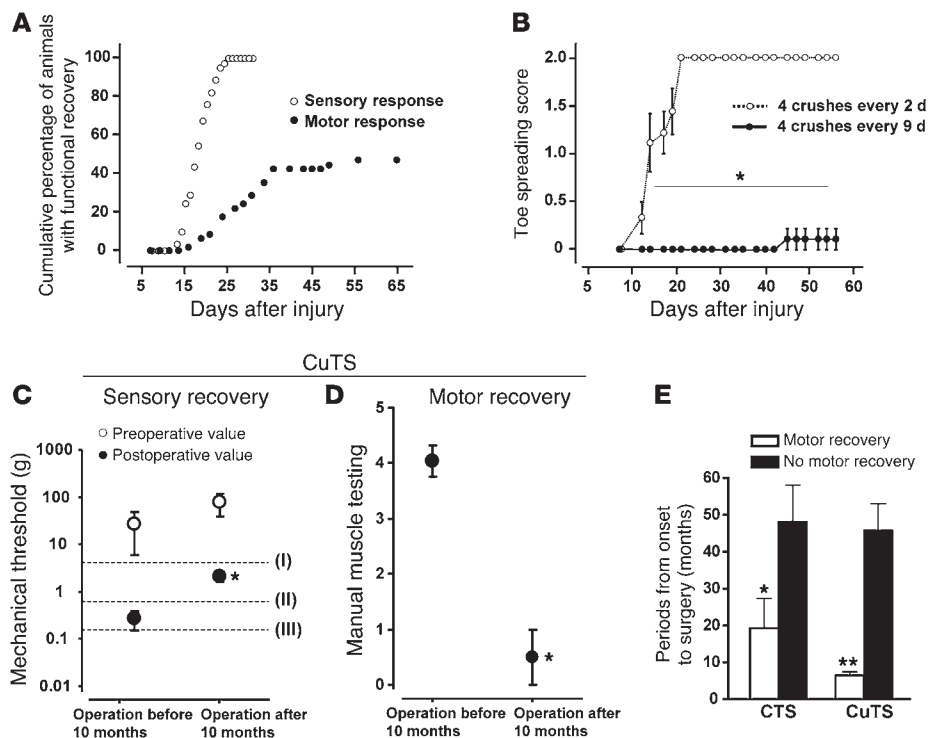 A
Cumulative percentage of animals
with functional recovery
100
80
60
40
20
0
Sensory response
Motor response
5 15 25 35 45 55 65
Days after injury
B
Toe spreading score
2.0
1.5
1.0
0.5
0
4 crushes every 2 d
4 crushes every 9 d
*
5 10 20 30 40 50 60
Days after injury
CuTS
C
Sensory recovery
Preoperative value
Postoperative value
Mechanical threshold (g)
1000
100
10
1
0.1
0.01
(I)
*
(II)
(III)
Operation before
10 months
Operation after
10 months
D
Motor recovery
Manual muscle testing
5
4
3
2
1
0
*
Operation before
10 months
Operation after
10 months
E
Motor recovery
No motor recovery
Periods from onset
to surgery (months)
60
50
40
30
20
10
0
*
**
CTS CuTS